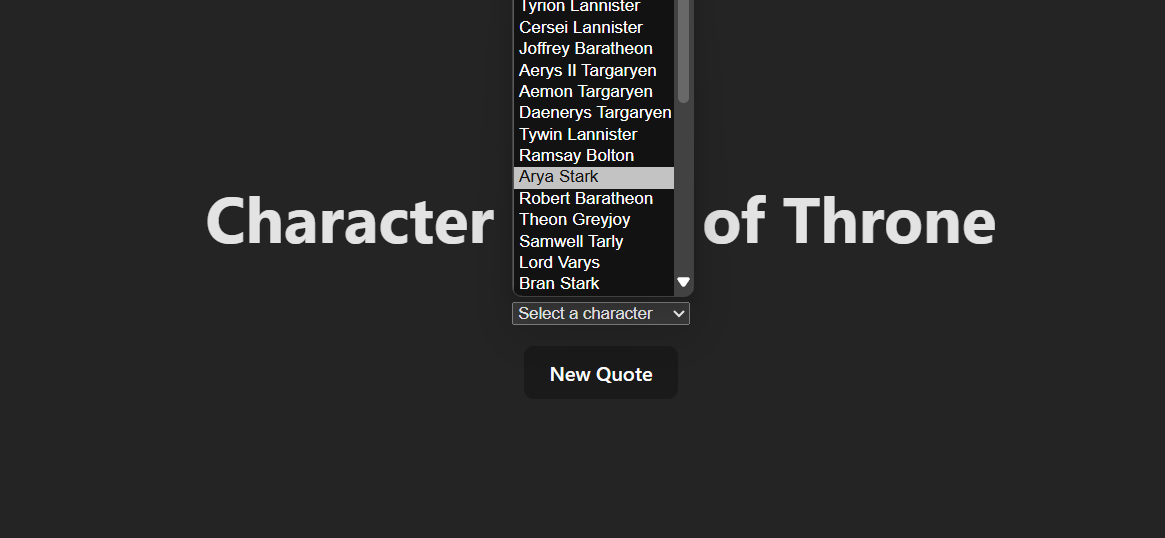 Tyrion Lannister
Cersei Lannister
Joffrey Baratheon
Aerys II Targaryen
Aemon Targaryen
Daenerys Targaryen
Tywin Lannister
Ramsay Bolton
Arya Stark
Robert Baratheon
Theon Greyjoy
Samwell Tarly
Lord Varys
Bran Stark
Character of Throne
Select a character
New Quote